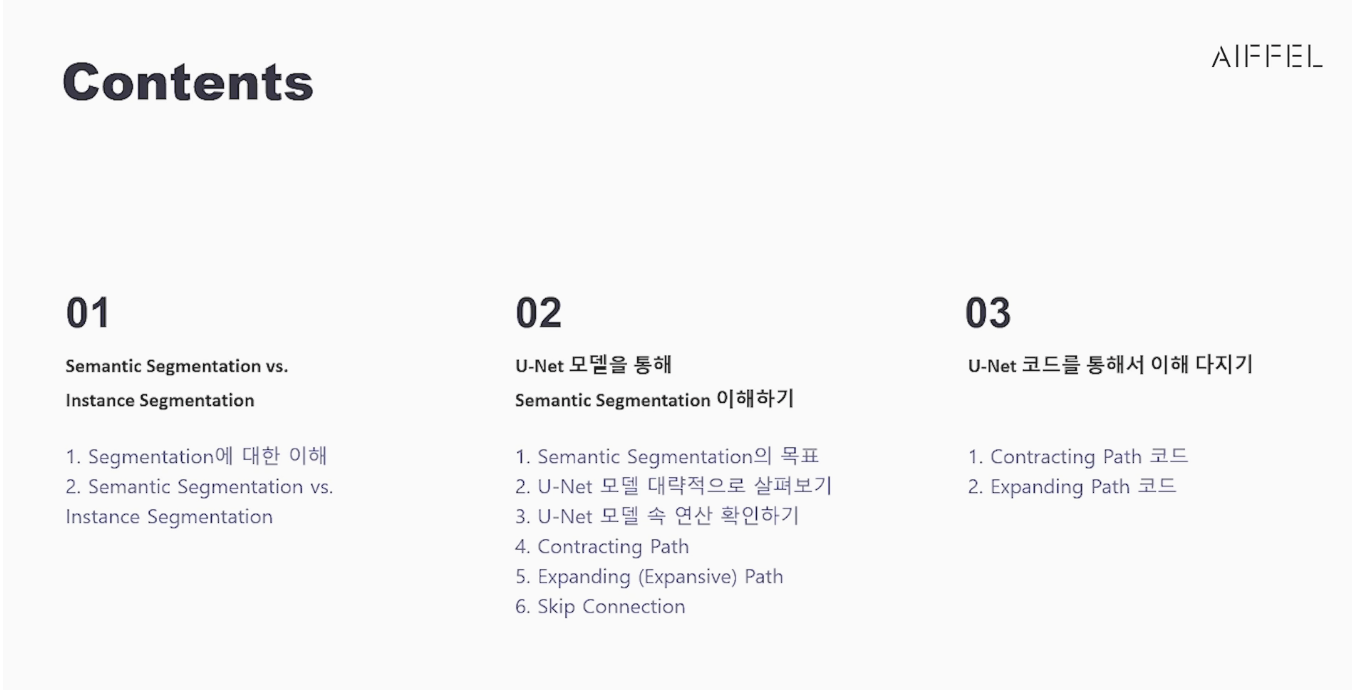 Contents
AIFFEL
01
Semantic Segmentation vs.
Instance Segmentation
1. Segmentation에 대한 이해
2. Semantic Segmentation vs.
Instance Segmentation
02
U-Net 모델을 통해
Semantic Segmentation 이해하기
1. Semantic Segmentation의 목표
2. U-Net 모델 대략적으로 살펴보기
3. U-Net 모델 속 연산 확인하기
4. Contracting Path
5. Expanding (Expansive) Path
6. Skip Connection
03
U-Net 코드를 통해서 이해 다지기
1. Contracting Path 코드
2. Expanding Path 코드